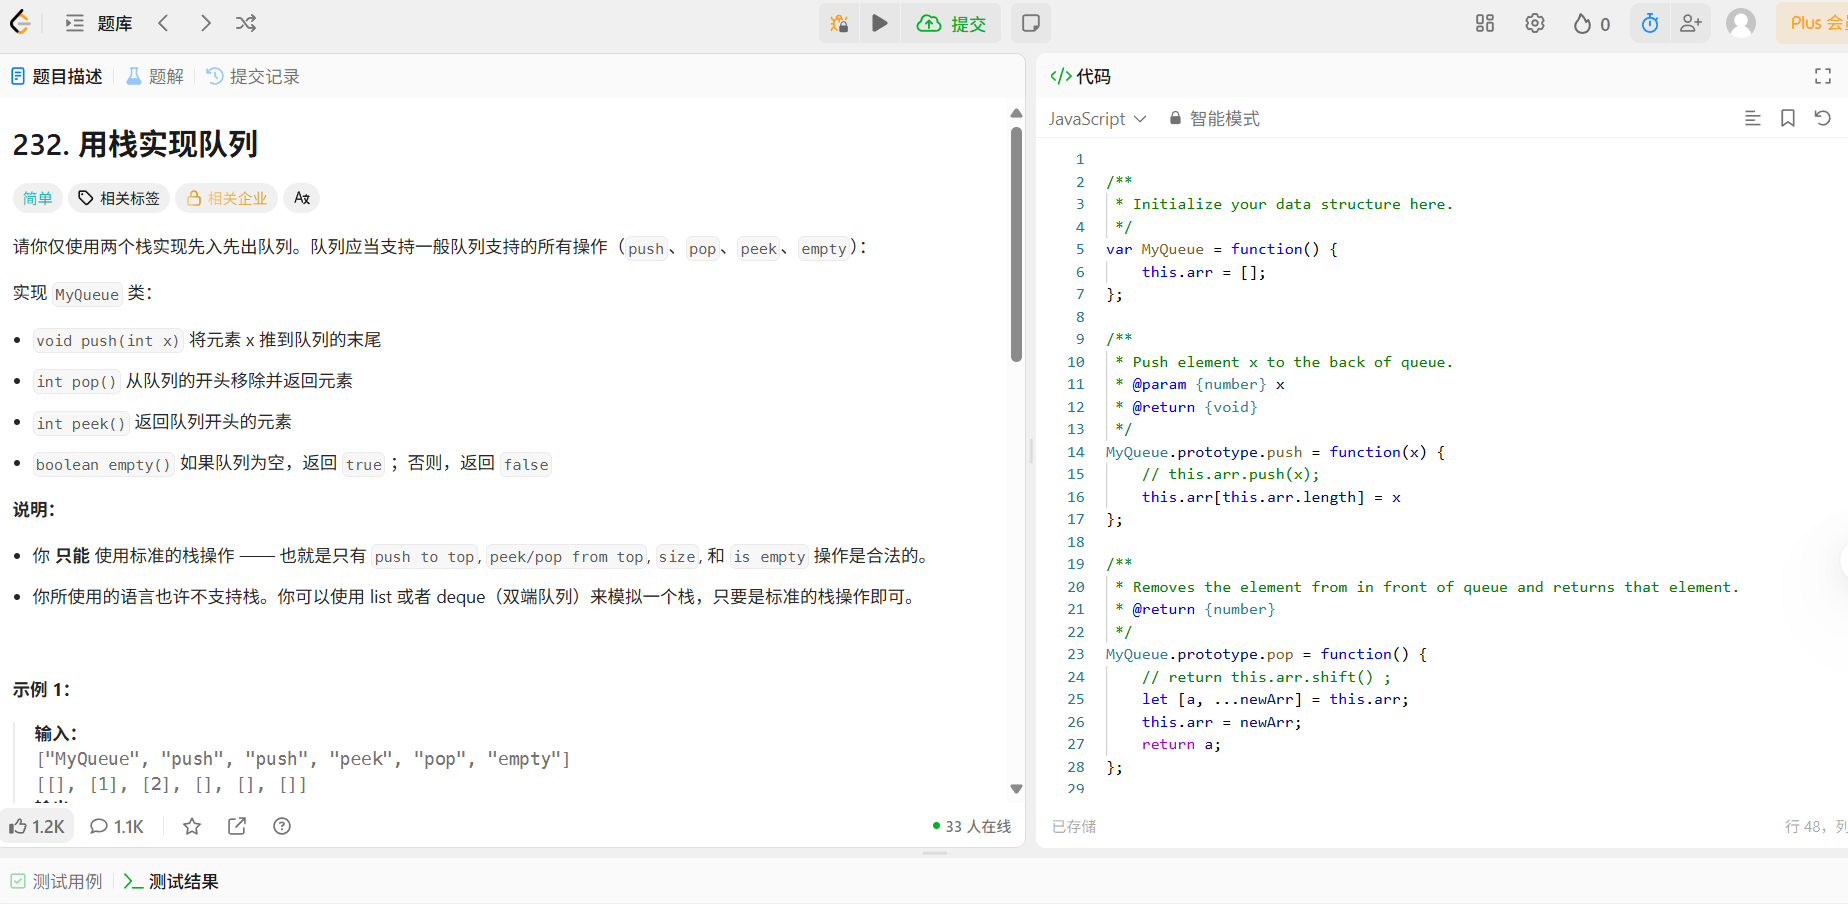 题库
提交
0
Plus 会
题目描述
题解
提交记录
232. 用栈实现队列
简单
相关标签
相关企业
请你仅使用两个栈实现先入先出队列。队列应当支持一般队列支持的所有操作（push、pop、peek、empty）：
实现 MyQueue 类：
void push(int x) 将元素 x 推到队列的末尾
int pop() 从队列的开头移除并返回元素
int peek() 返回队列开头的元素
boolean empty() 如果队列为空，返回 true ；否则，返回 false
说明：
你 只能 使用标准的栈操作 —— 也就是只有 push to top, peek/pop from top, size, 和 is empty 操作是合法的。
你所使用的语言也许不支持栈。你可以使用 list 或者 deque（双端队列）来模拟一个栈，只要是标准的栈操作即可。
示例 1：
输入：
["MyQueue", "push", "push", "peek", "pop", "empty"]
[[], [1], [2], [], [], []]
1.2K
1.1K
33 人在线
</> 代码
JavaScript
智能模式
1
2 /**
3 * Initialize your data structure here.
4 */
5 var MyQueue = function() {
6 this.arr = [];
7 };
8
9 /**
10 * Push element x to the back of queue.
11 * @param {number} x
12 * @return {void}
13 */
14 MyQueue.prototype.push = function(x) {
15 // this.arr.push(x);
16 this.arr[this.arr.length] = x
17 };
18
19 /**
20 * Removes the element from in front of queue and returns that element.
21 * @return {number}
22 */
23 MyQueue.prototype.pop = function() {
24 // return this.arr.shift() ;
25 let [a, ...newArr] = this.arr;
26 this.arr = newArr;
27 return a;
28 };
29
已存储
行 48，列
测试用例
测试结果